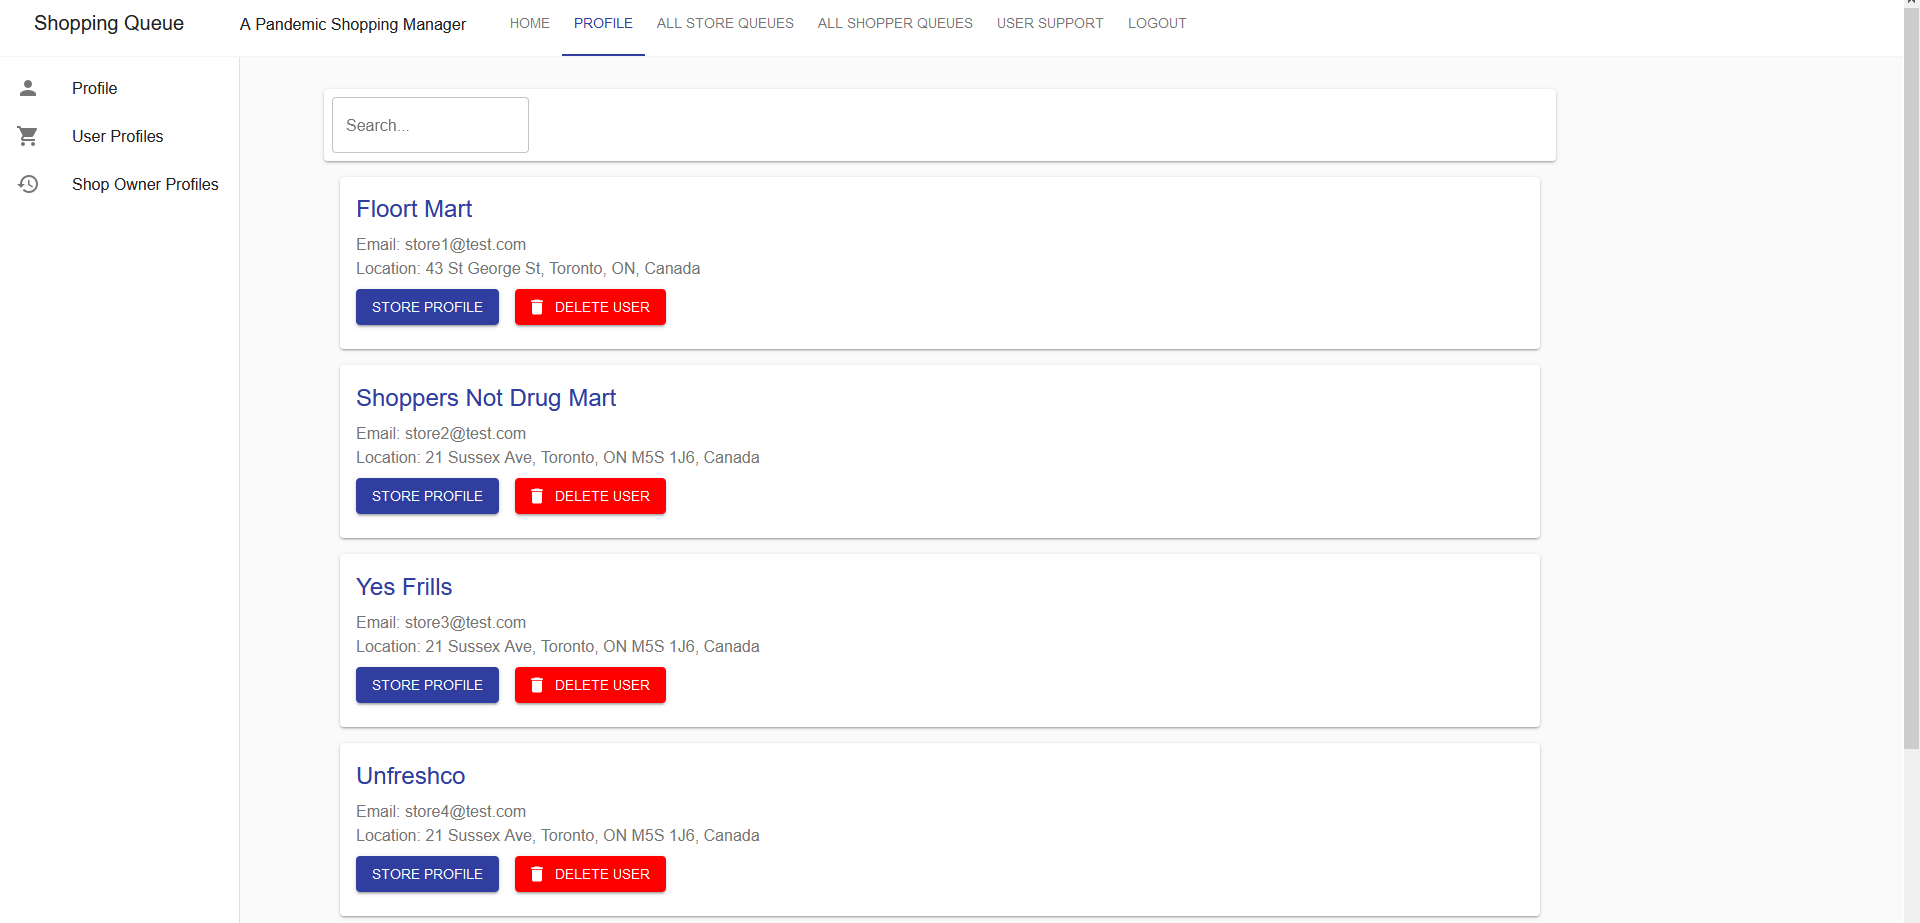 Shopping Queue
A Pandemic Shopping Manager
HOME
PROFILE
ALL STORE QUEUES
ALL SHOPPER QUEUES
USER SUPPORT
LOGOUT
Profile
User Profiles
Shop Owner Profiles
Search...
Floort Mart
Email: store1@test.com
Location: 43 St George St, Toronto, ON, Canada
STORE PROFILE
DELETE USER
Shoppers Not Drug Mart
Email: store2@test.com
Location: 21 Sussex Ave, Toronto, ON M5S 1J6, Canada
STORE PROFILE
DELETE USER
Yes Frills
Email: store3@test.com
Location: 21 Sussex Ave, Toronto, ON M5S 1J6, Canada
STORE PROFILE
DELETE USER
Unfreshco
Email: store4@test.com
Location: 21 Sussex Ave, Toronto, ON M5S 1J6, Canada
STORE PROFILE
DELETE USER